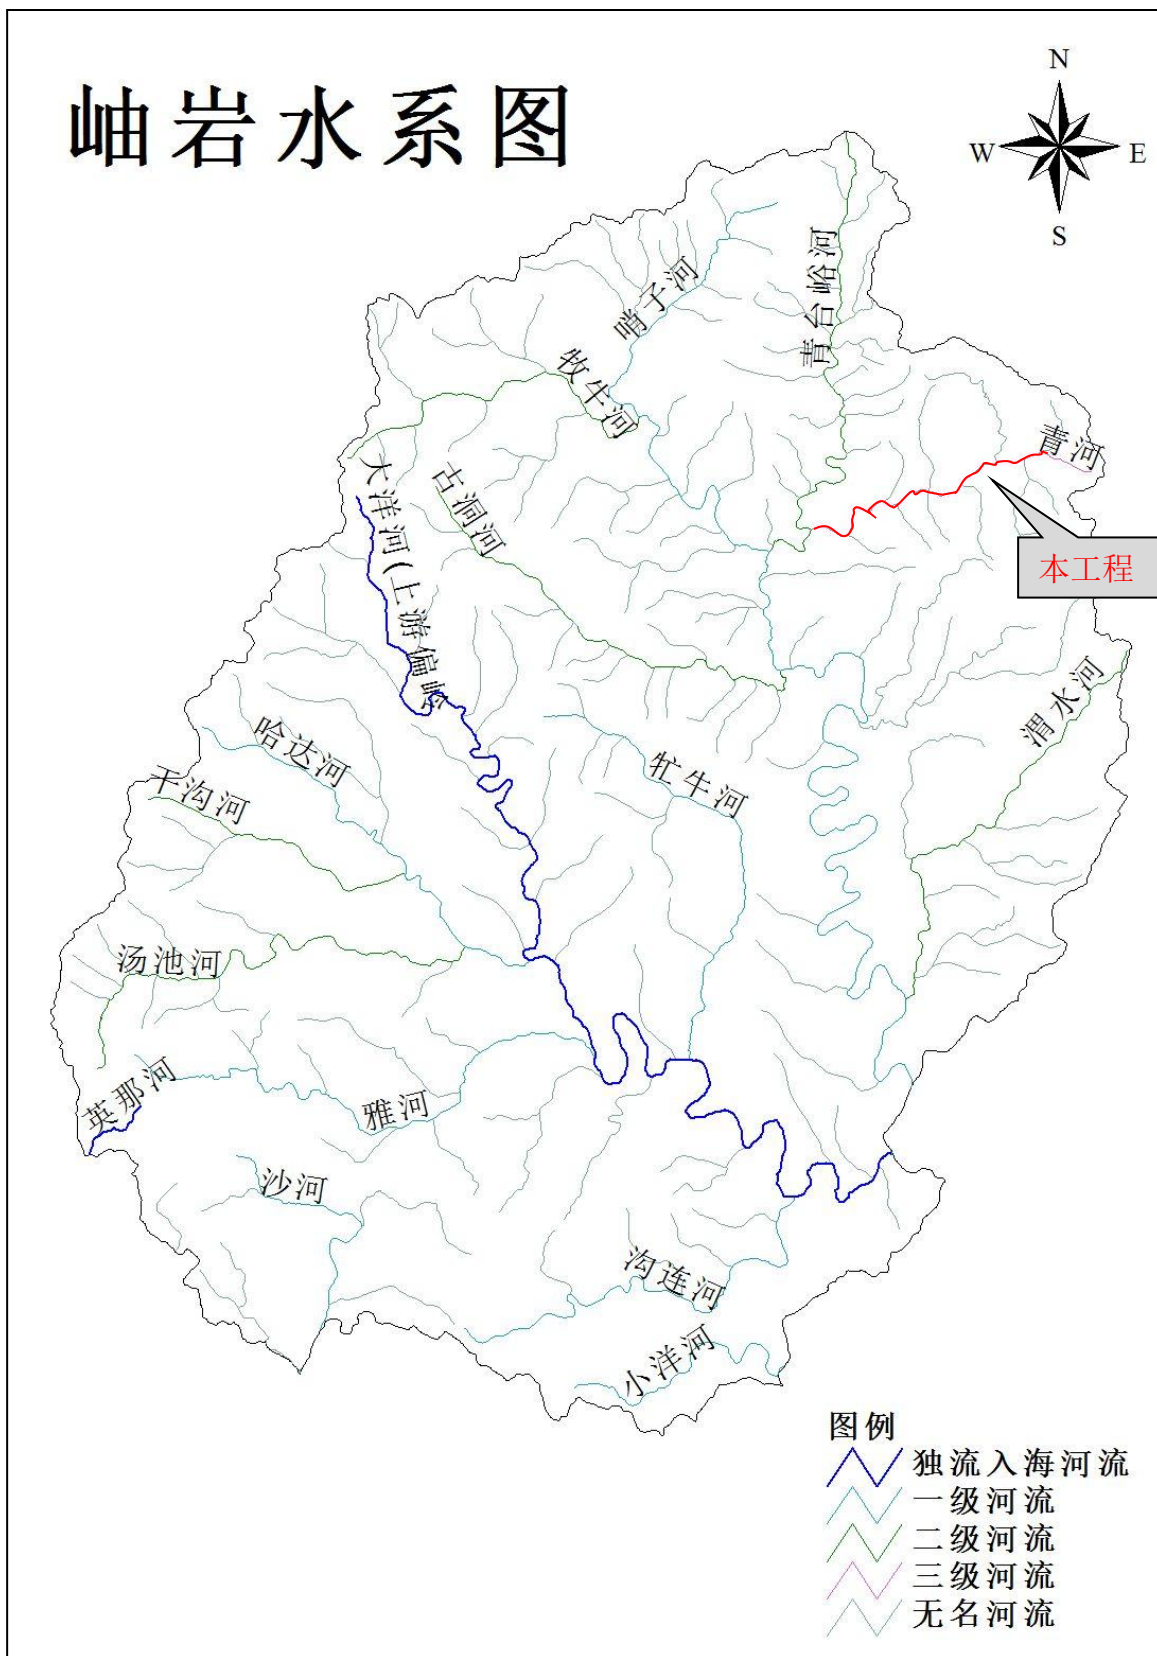 岫岩水系图
N
W
E
S
哨子河
青台峪河
牧牛河
青河
大洋河(上游偏岭
古洞河
本工程
渭水河
哈达河
干沟河
牤牛河
汤池河
英那河
雅河
沙河
沟连河
小洋河
图例
独流入海河流
一级河流
二级河流
三级河流
无名河流